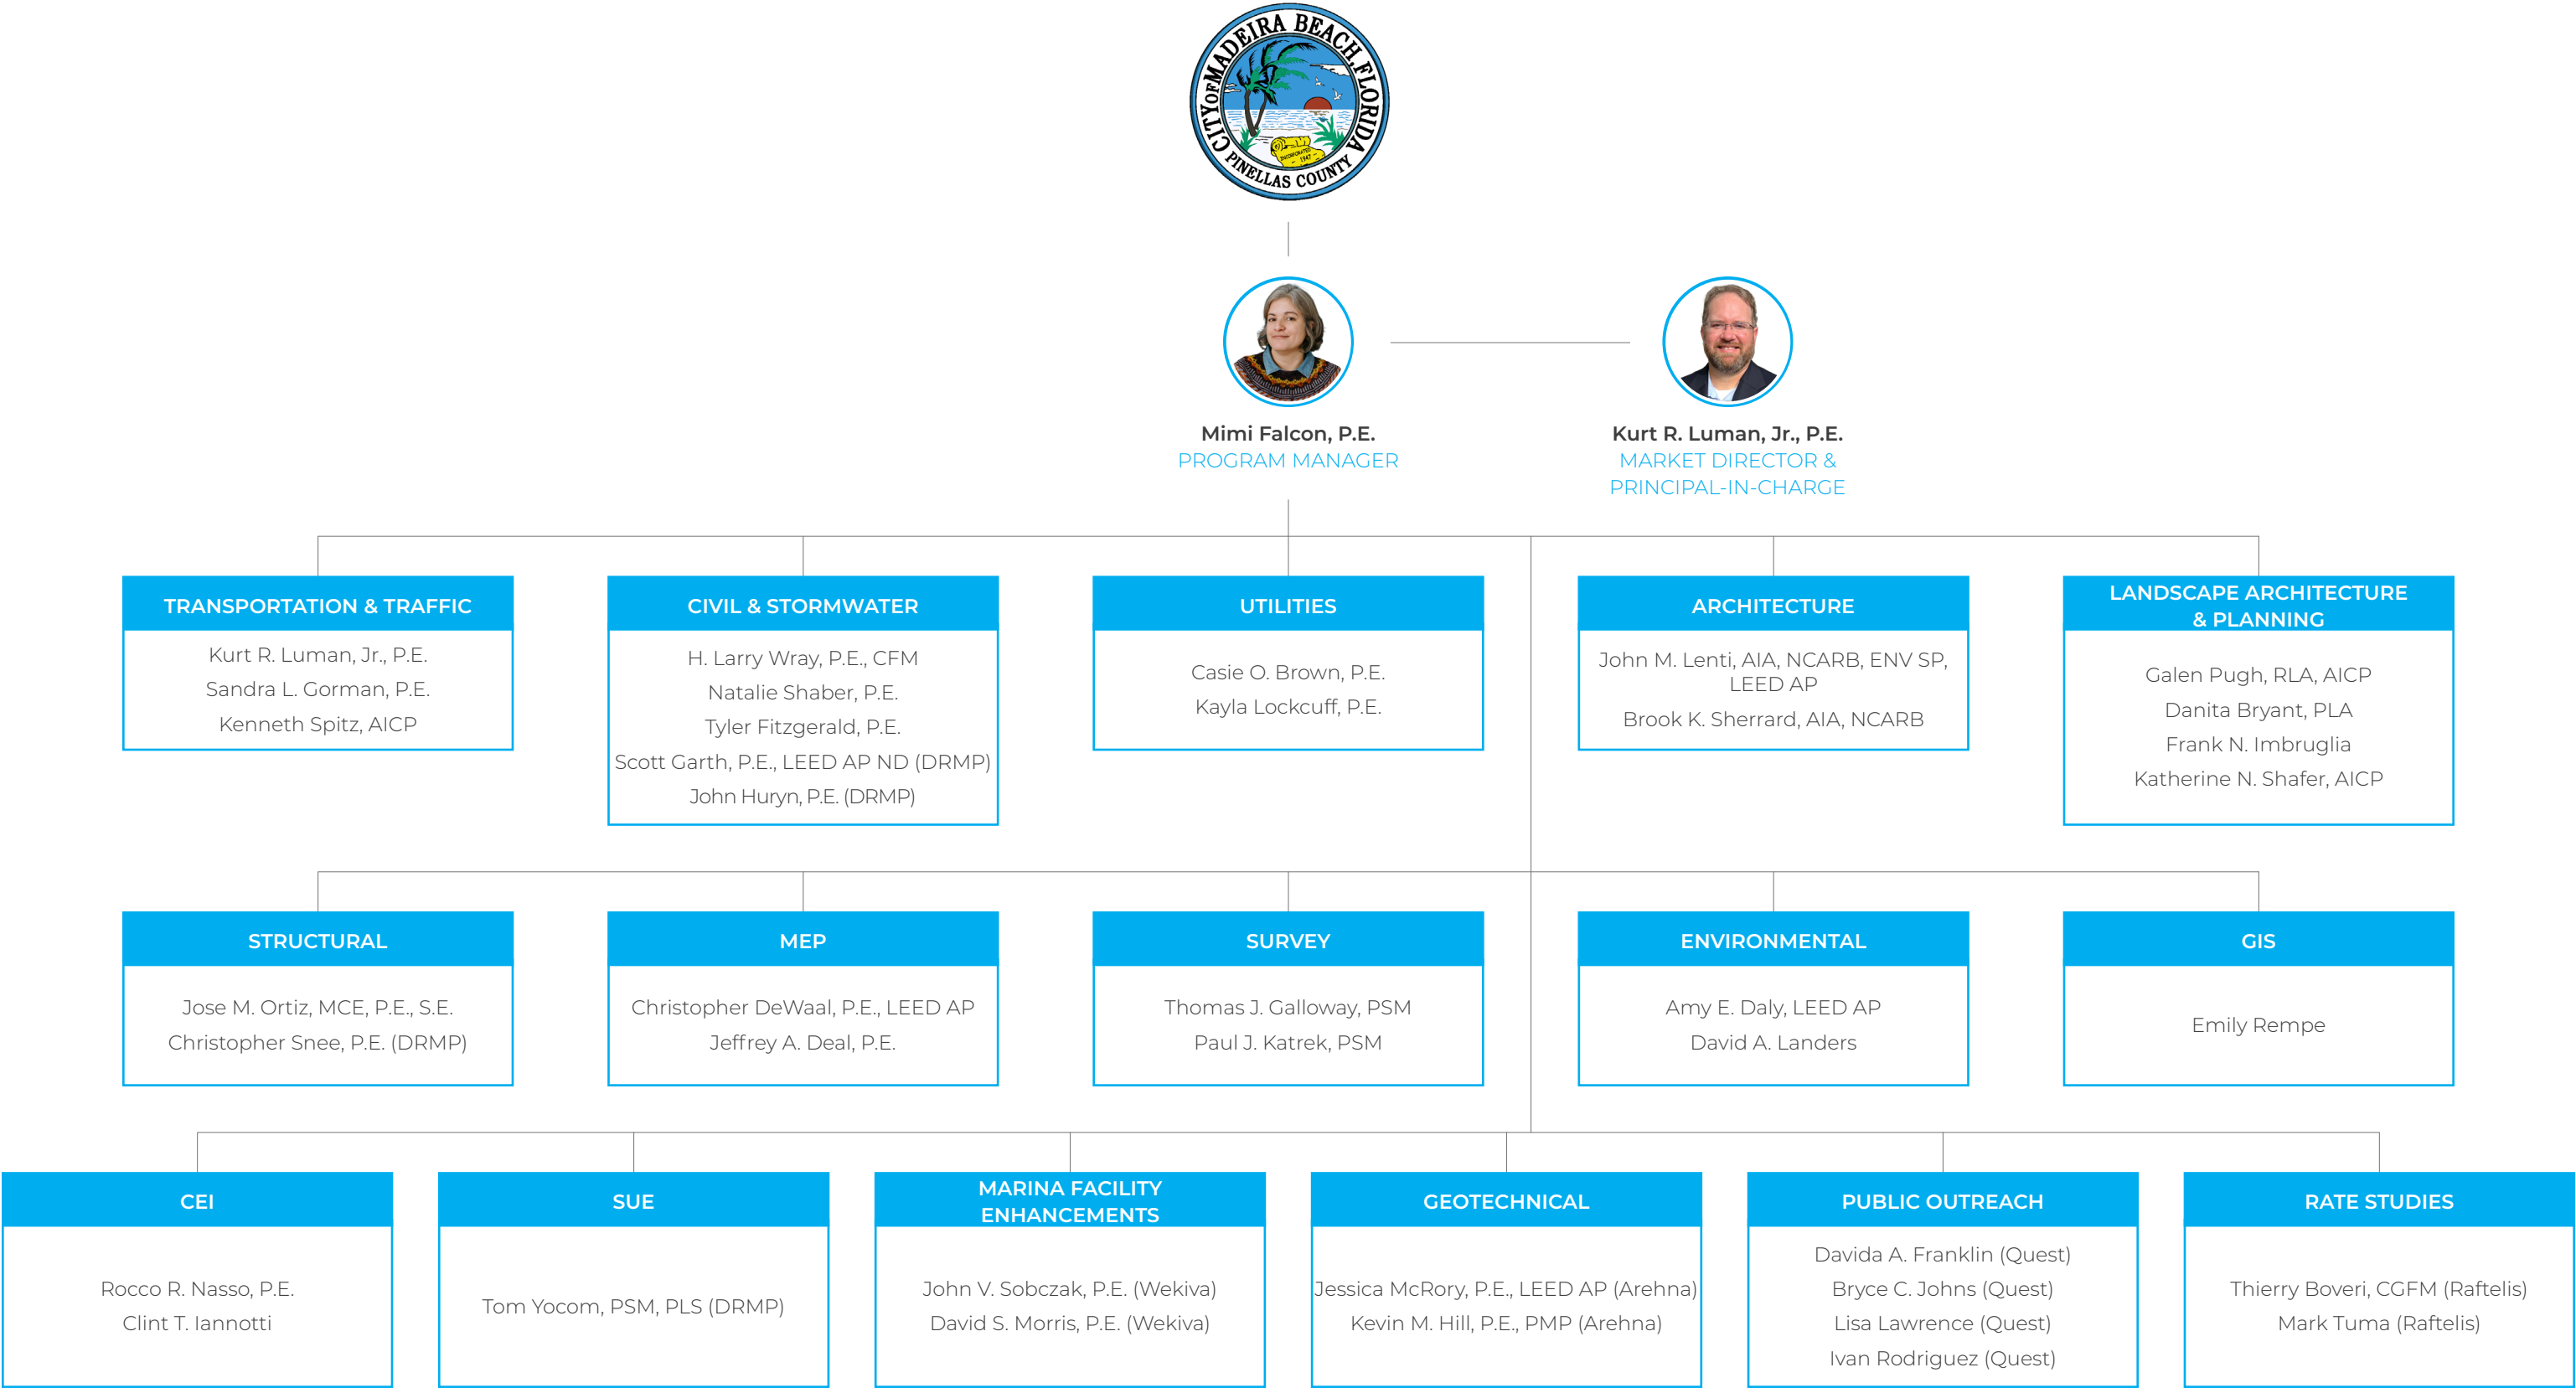 CITY OF MADEIRA BEACH, FLORIDA
PINELLAS COUNTY
INCORPORATED
1947
Mimi Falcon, P.E.
PROGRAM MANAGER
Kurt R. Luman, Jr., P.E.
MARKET DIRECTOR &
PRINCIPAL-IN-CHARGE
TRANSPORTATION & TRAFFIC
Kurt R. Luman, Jr., P.E.
Sandra L. Gorman, P.E.
Kenneth Spitz, AICP
CIVIL & STORMWATER
H. Larry Wray, P.E., CFM
Natalie Shaber, P.E.
Tyler Fitzgerald, P.E.
Scott Garth, P.E., LEED AP ND (DRMP)
John Huryn, P.E. (DRMP)
UTILITIES
Casie O. Brown, P.E.
Kayla Lockcuff, P.E.
ARCHITECTURE
John M. Lenti, AIA, NCARB, ENV SP,
LEED AP
Brook K. Sherrard, AIA, NCARB
LANDSCAPE ARCHITECTURE
& PLANNING
Galen Pugh, RLA, AICP
Danita Bryant, PLA
Frank N. Imbruglia
Katherine N. Shafer, AICP
STRUCTURAL
Jose M. Ortiz, MCE, P.E., S.E.
Christopher Snee, P.E. (DRMP)
MEP
Christopher DeWaal, P.E., LEED AP
Jeffrey A. Deal, P.E.
SURVEY
Thomas J. Galloway, PSM
Paul J. Katrek, PSM
ENVIRONMENTAL
Amy E. Daly, LEED AP
David A. Landers
GIS
Emily Rempe
CEI
Rocco R. Nasso, P.E.
Clint T. Iannotti
SUE
Tom Yocom, PSM, PLS (DRMP)
MARINA FACILITY
ENHANCEMENTS
John V. Sobczak, P.E. (Wekiva)
David S. Morris, P.E. (Wekiva)
GEOTECHNICAL
Jessica McRory, P.E., LEED AP (Arehna)
Kevin M. Hill, P.E., PMP (Arehna)
PUBLIC OUTREACH
Davida A. Franklin (Quest)
Bryce C. Johns (Quest)
Lisa Lawrence (Quest)
Ivan Rodriguez (Quest)
RATE STUDIES
Thierry Boveri, CGFM (Raftelis)
Mark Tuma (Raftelis)